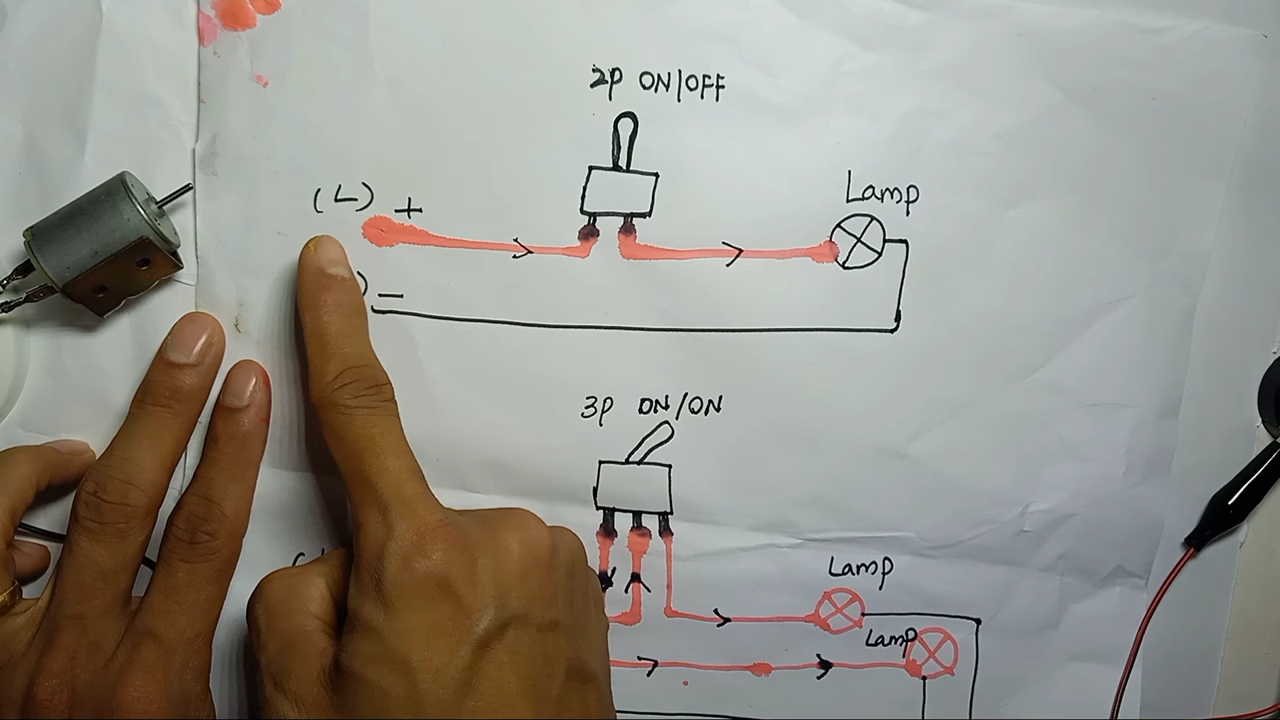 2P ON/OFF
(L) +
Lamp
) −
3P ON/ON
Lamp
Lamp